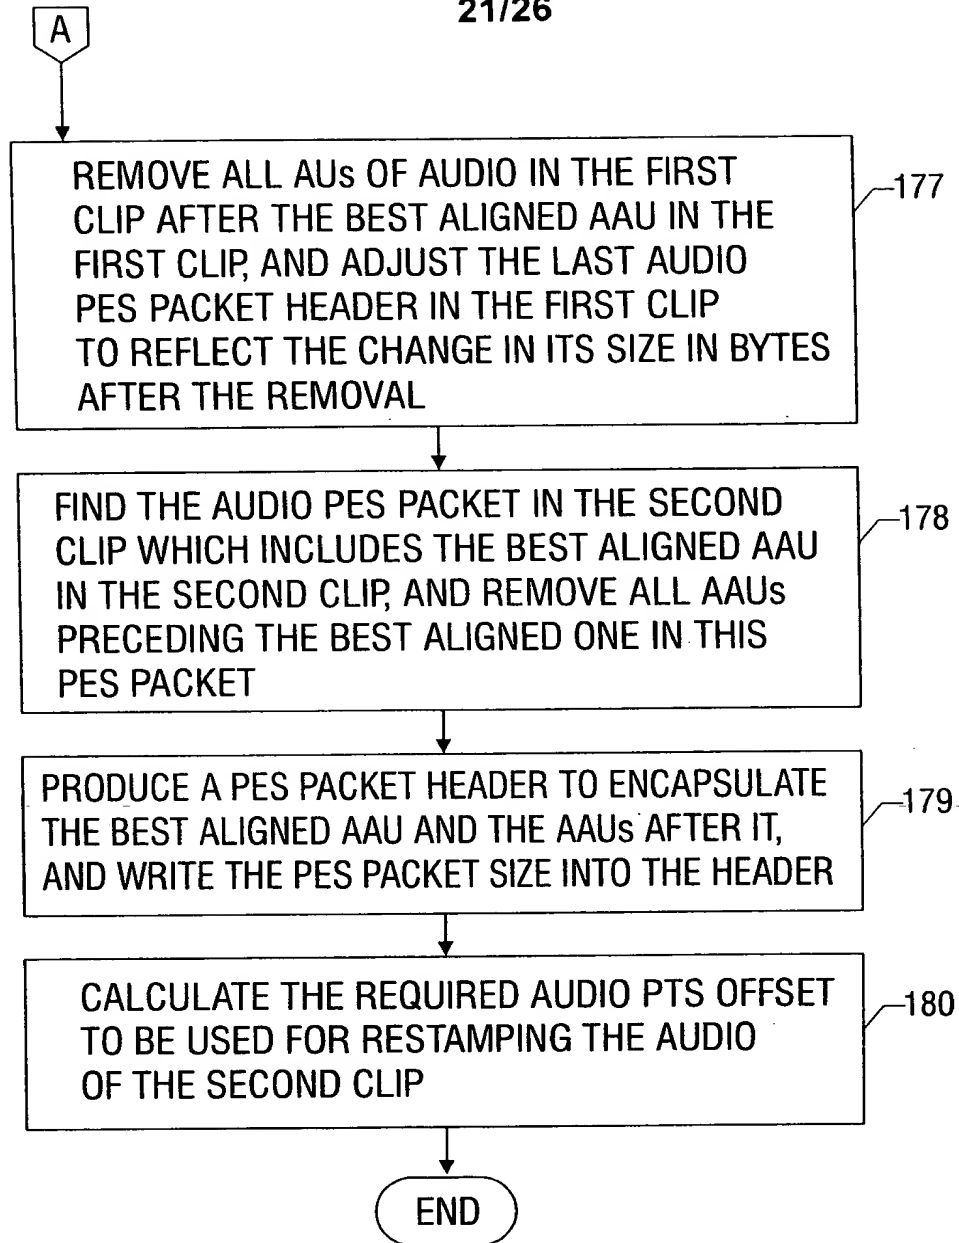 21/26
A
REMOVE ALL AUs OF AUDIO IN THE FIRST
CLIP AFTER THE BEST ALIGNED AAU IN THE
FIRST CLIP, AND ADJUST THE LAST AUDIO
PES PACKET HEADER IN THE FIRST CLIP
TO REFLECT THE CHANGE IN ITS SIZE IN BYTES
AFTER THE REMOVAL
177
FIND THE AUDIO PES PACKET IN THE SECOND
CLIP WHICH INCLUDES THE BEST ALIGNED AAU
IN THE SECOND CLIP, AND REMOVE ALL AAUs
PRECEDING THE BEST ALIGNED ONE IN THIS
PES PACKET
178
PRODUCE A PES PACKET HEADER TO ENCAPSULATE
THE BEST ALIGNED AAU AND THE AAUs AFTER IT,
AND WRITE THE PES PACKET SIZE INTO THE HEADER
179
CALCULATE THE REQUIRED AUDIO PTS OFFSET
TO BE USED FOR RESTAMPING THE AUDIO
OF THE SECOND CLIP
180
END